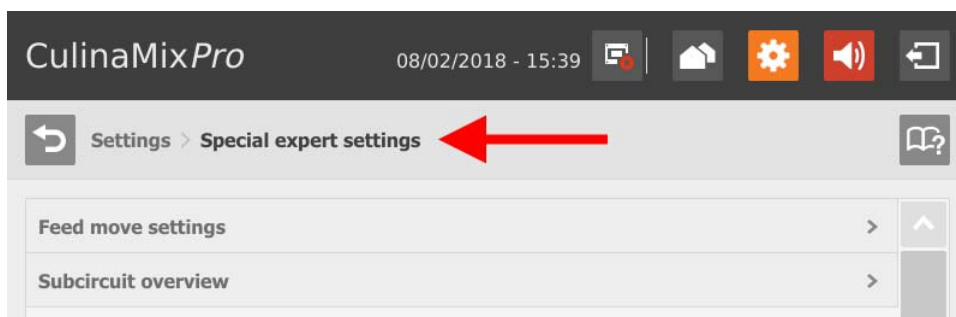 CulinaMixPro 08/02/2018 - 15:39
Settings > Special expert settings
Feed move settings >
Subcircuit overview >